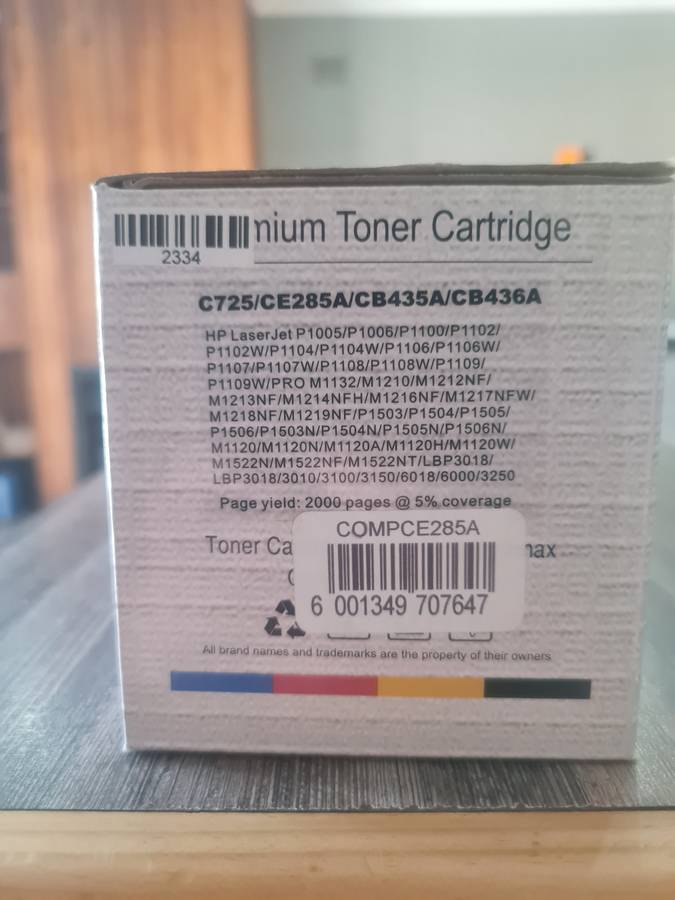 nium Toner Cartridge
2334
C725/CE285A/CB435A/CB436A
HP LaserJet P1005/P1006/P1100/P1102/
P1102W/P1104/P1104W/P1106/P1106W/
P1107/P1107W/P1108/P1108W/P1109/
P1109W/PRO M1132/M1210/M1212NF/
M1213NF/M1214NFH/M1216NF/M1217NFW/
M1218NF/M1219NF/P1503/P1504/P1505/
P1506/P1503N/P1504N/P1505N/P1506N/
M1120/M1120N/M1120A/M1120H/M1120W/
M1522N/M1522NF/M1522NT/LBP3018/
LBP3018/3010/3100/3150/6018/6000/3250
Page yield: 2000 pages @ 5% coverage
COMPCE285A
Toner Ca
6 001349 707647
All brand names and trademarks are the property of their owners